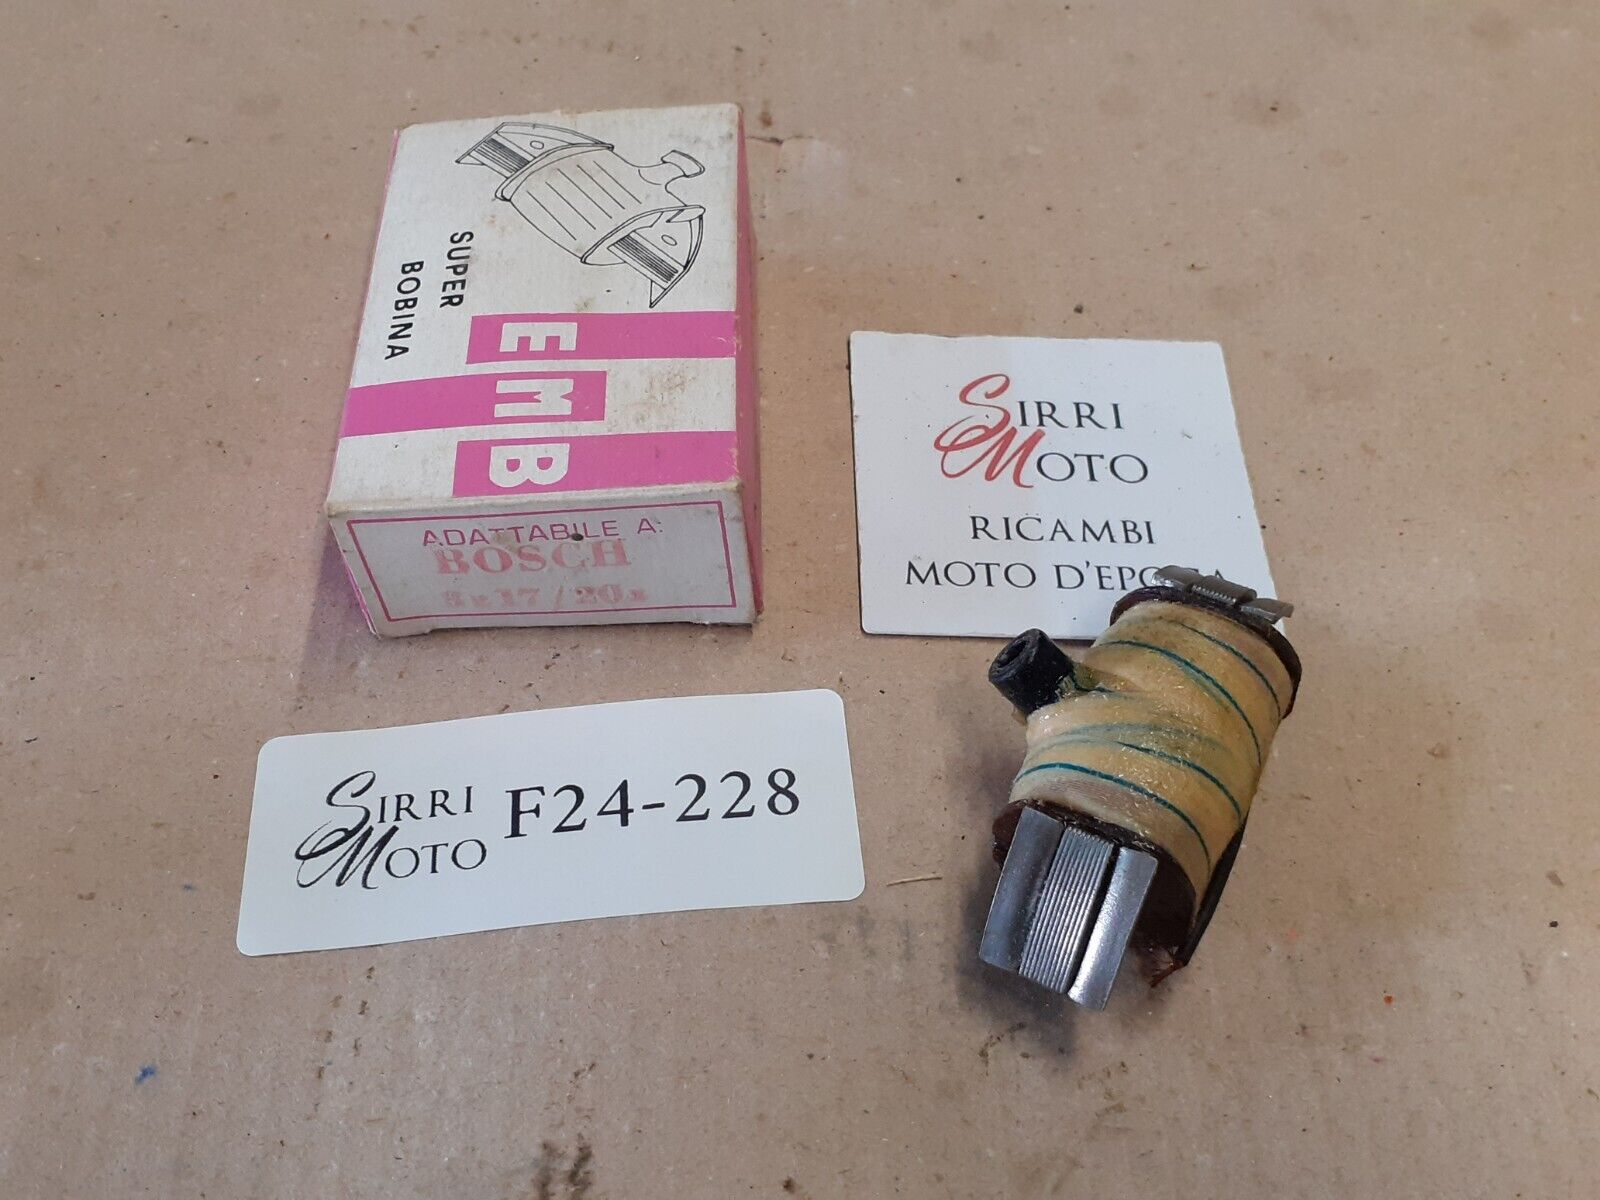 SUPER
BOBINA
EMB
ADATTABILE A:
BOSCH
SIRRI
MOTO
RICAMBI
MOTO D'EPOCA
SIRRI
MOTO
F24-228